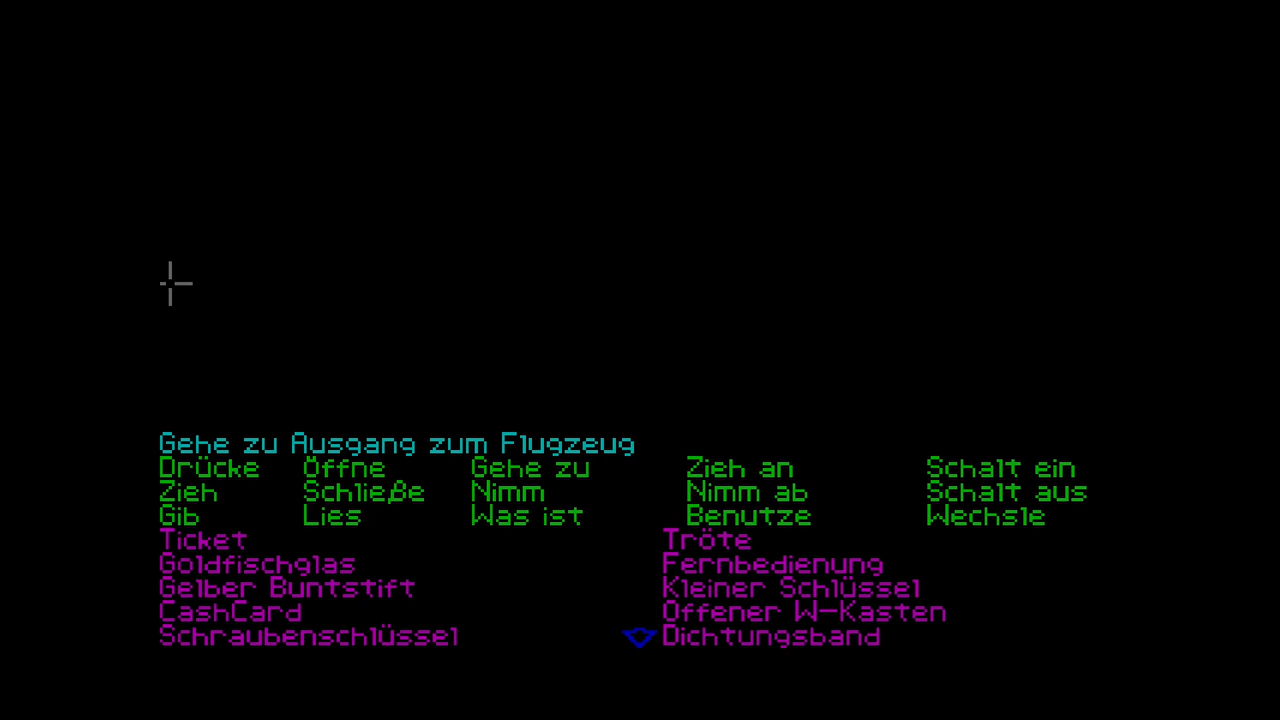 Gehe zu Ausgang zum Flugzeug
Drücke Öffne Gehe zu Zieh an Schalt ein
Zieh Schließe Nimm Nimm ab Schalt aus
Gib Lies Was ist Benutze Wechsle
Ticket Tröte
Goldfischglas Fernbedienung
Gelber Buntstift Kleiner Schlüssel
CashCard Offener W-Kasten
Schraubenschlüssel Dichtungsband